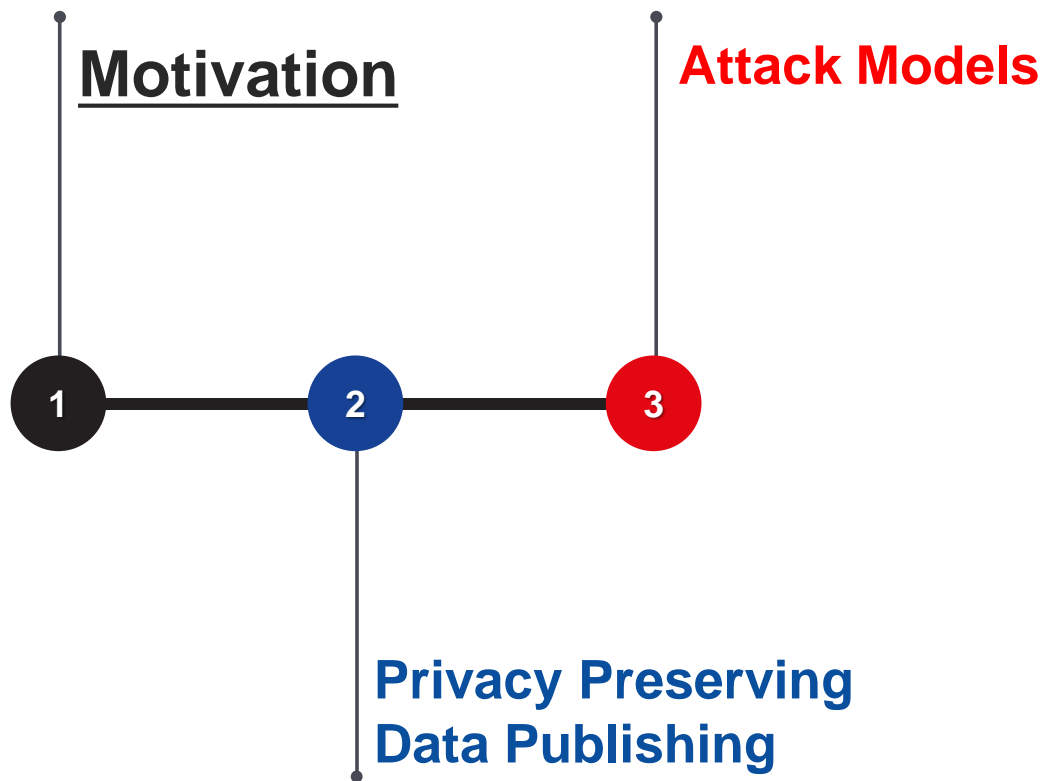 Motivation
Attack Models
1
2
3
Privacy Preserving
Data Publishing